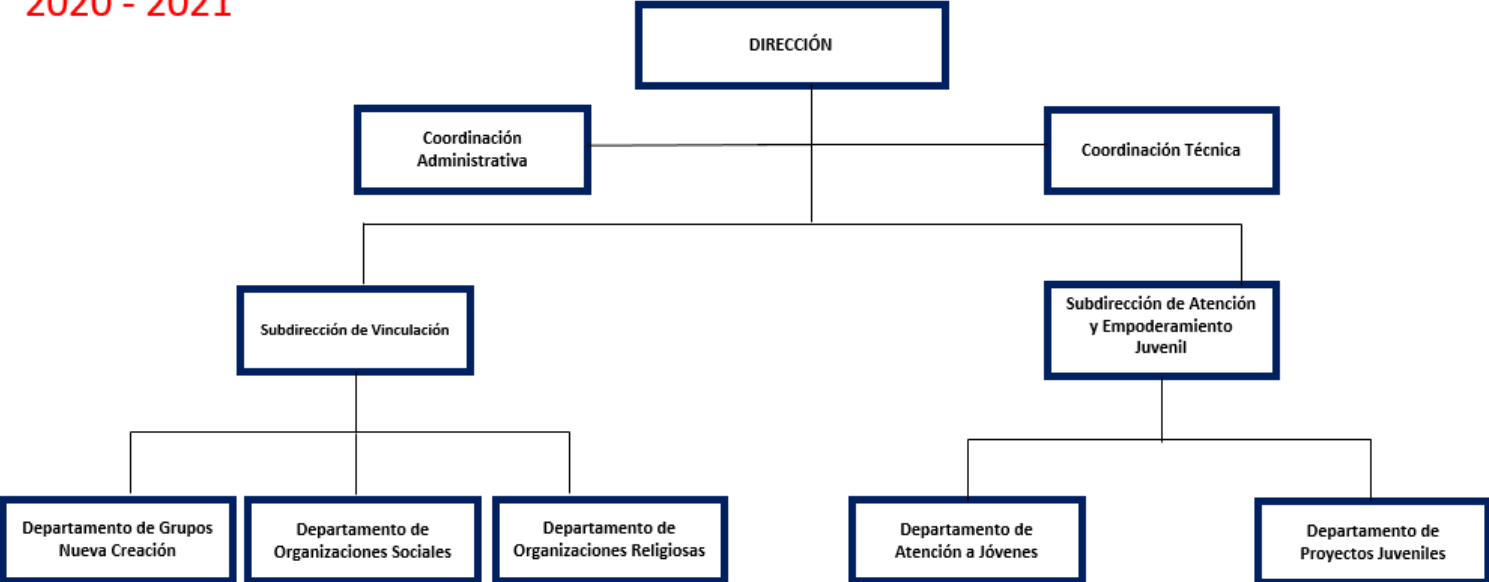 2020 - 2021
DIRECCIÓN
Coordinación
Administrativa
Coordinación Técnica
Subdirección de Vinculación
Subdirección de Atención
y Empoderamiento
Juvenil
Departamento de Grupos
Nueva Creación
Departamento de
Organizaciones Sociales
Departamento de
Organizaciones Religiosas
Departamento de
Atención a Jóvenes
Departamento de
Proyectos Juveniles